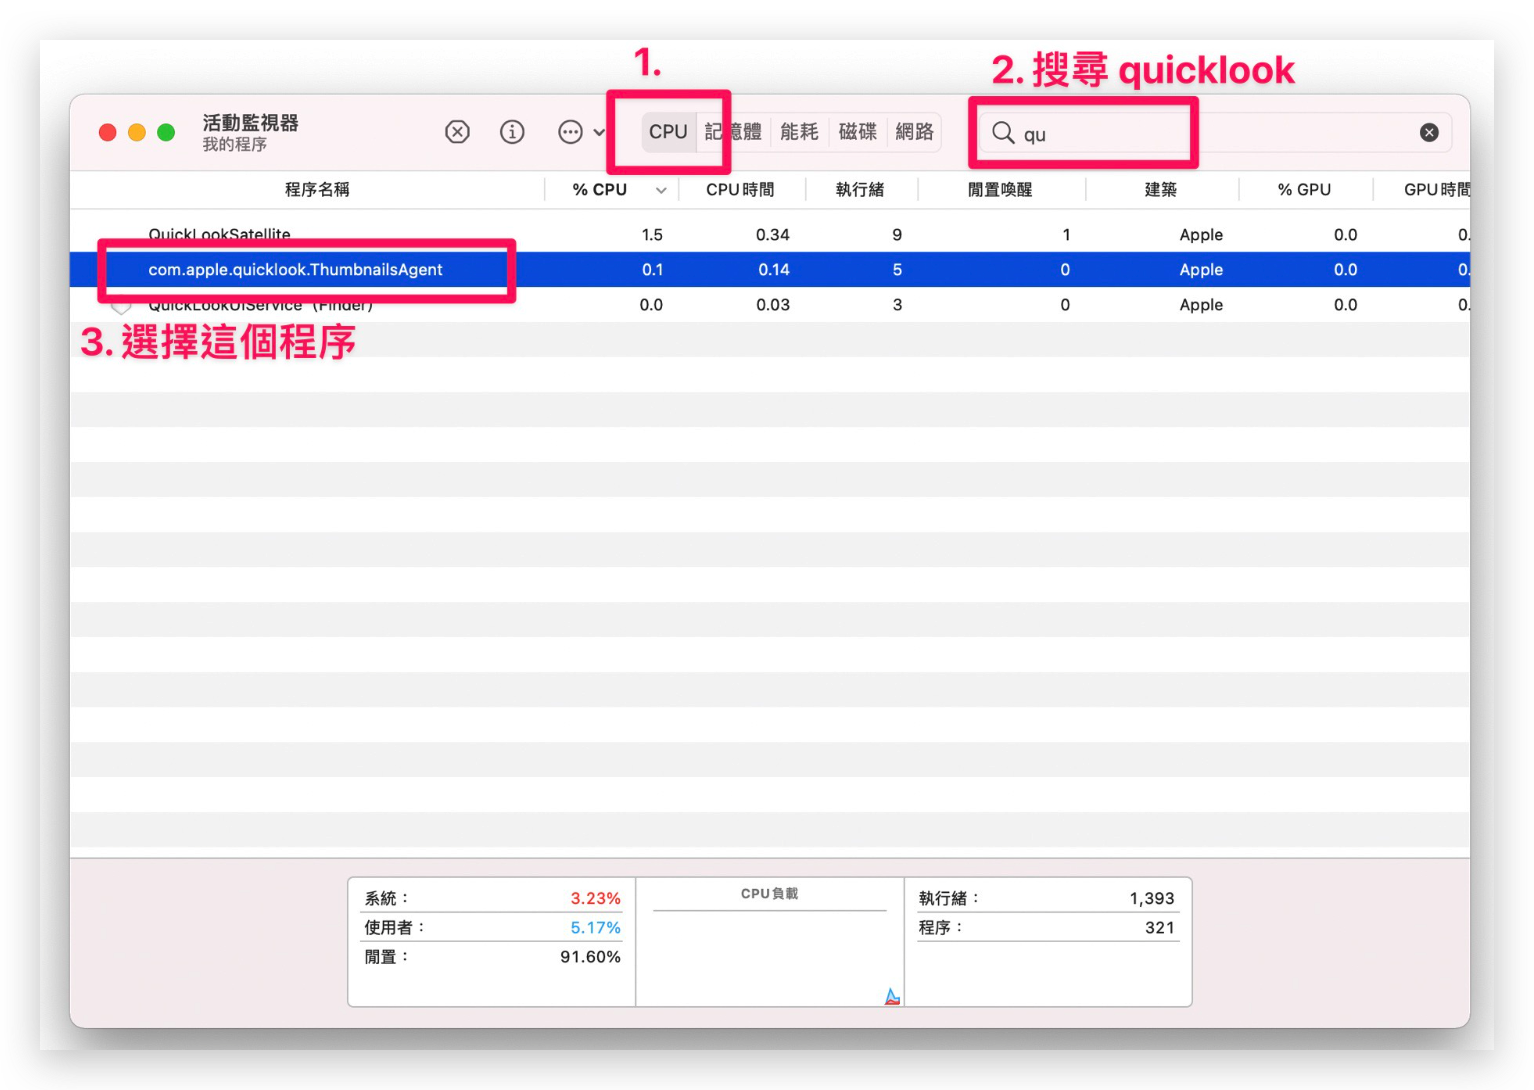 1.
2. 搜尋 quicklook
活動監視器
我的程序
CPU 記憶體 能耗 磁碟 網路
qu
程序名稱 % CPU CPU時間 執行緒 閒置喚醒 建築 % GPU GPU時間
QuickLookSatellite 1.5 0.34 9 1 Apple 0.0 0.
com.apple.quicklook.ThumbnailsAgent 0.1 0.14 5 0 Apple 0.0 0.
QuickLookUIService (Finder) 0.0 0.03 3 0 Apple 0.0 0.
3. 選擇這個程序
系統： 3.23%
使用者： 5.17%
閒置： 91.60%
CPU負載
執行緒： 1,393
程序： 321